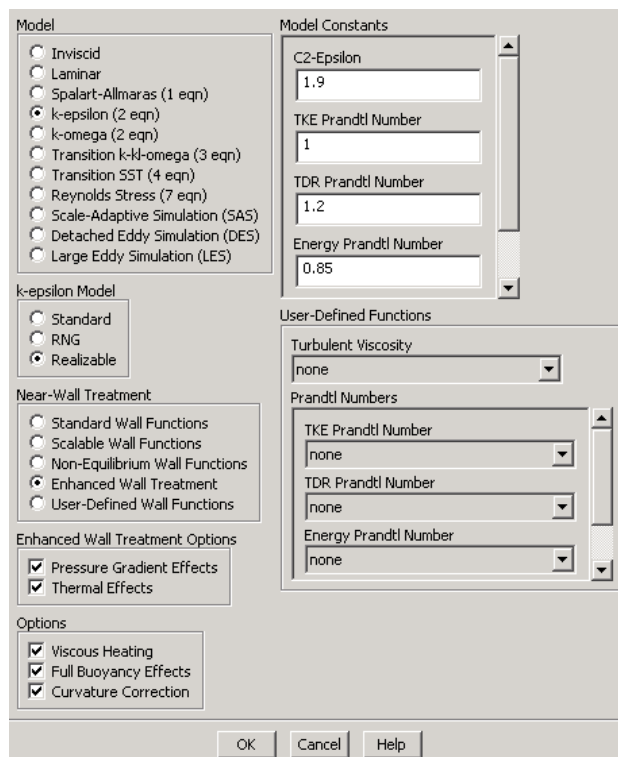 Model
Inviscid
Laminar
Spalart-Allmaras (1 eqn)
k-epsilon (2 eqn)
k-omega (2 eqn)
Transition k-kl-omega (3 eqn)
Transition SST (4 eqn)
Reynolds Stress (7 eqn)
Scale-Adaptive Simulation (SAS)
Detached Eddy Simulation (DES)
Large Eddy Simulation (LES)
k-epsilon Model
Standard
RNG
Realizable
Near-Wall Treatment
Standard Wall Functions
Scalable Wall Functions
Non-Equilibrium Wall Functions
Enhanced Wall Treatment
User-Defined Wall Functions
Enhanced Wall Treatment Options
Pressure Gradient Effects
Thermal Effects
Options
Viscous Heating
Full Buoyancy Effects
Curvature Correction
Model Constants
C2-Epsilon
1.9
TKE Prandtl Number
1
TDR Prandtl Number
1.2
Energy Prandtl Number
0.85
User-Defined Functions
Turbulent Viscosity
none
Prandtl Numbers
TKE Prandtl Number
none
TDR Prandtl Number
none
Energy Prandtl Number
none
OK
Cancel
Help